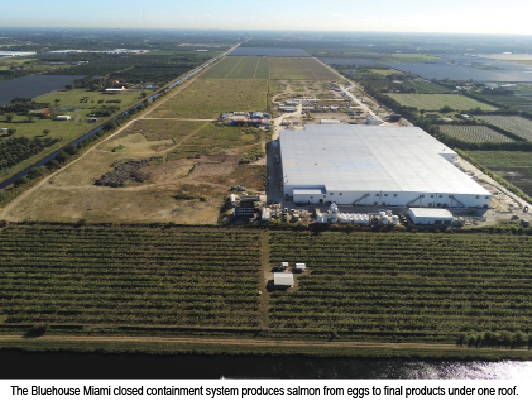 The Bluehouse Miami closed containment system produces salmon from eggs to final products under one roof.